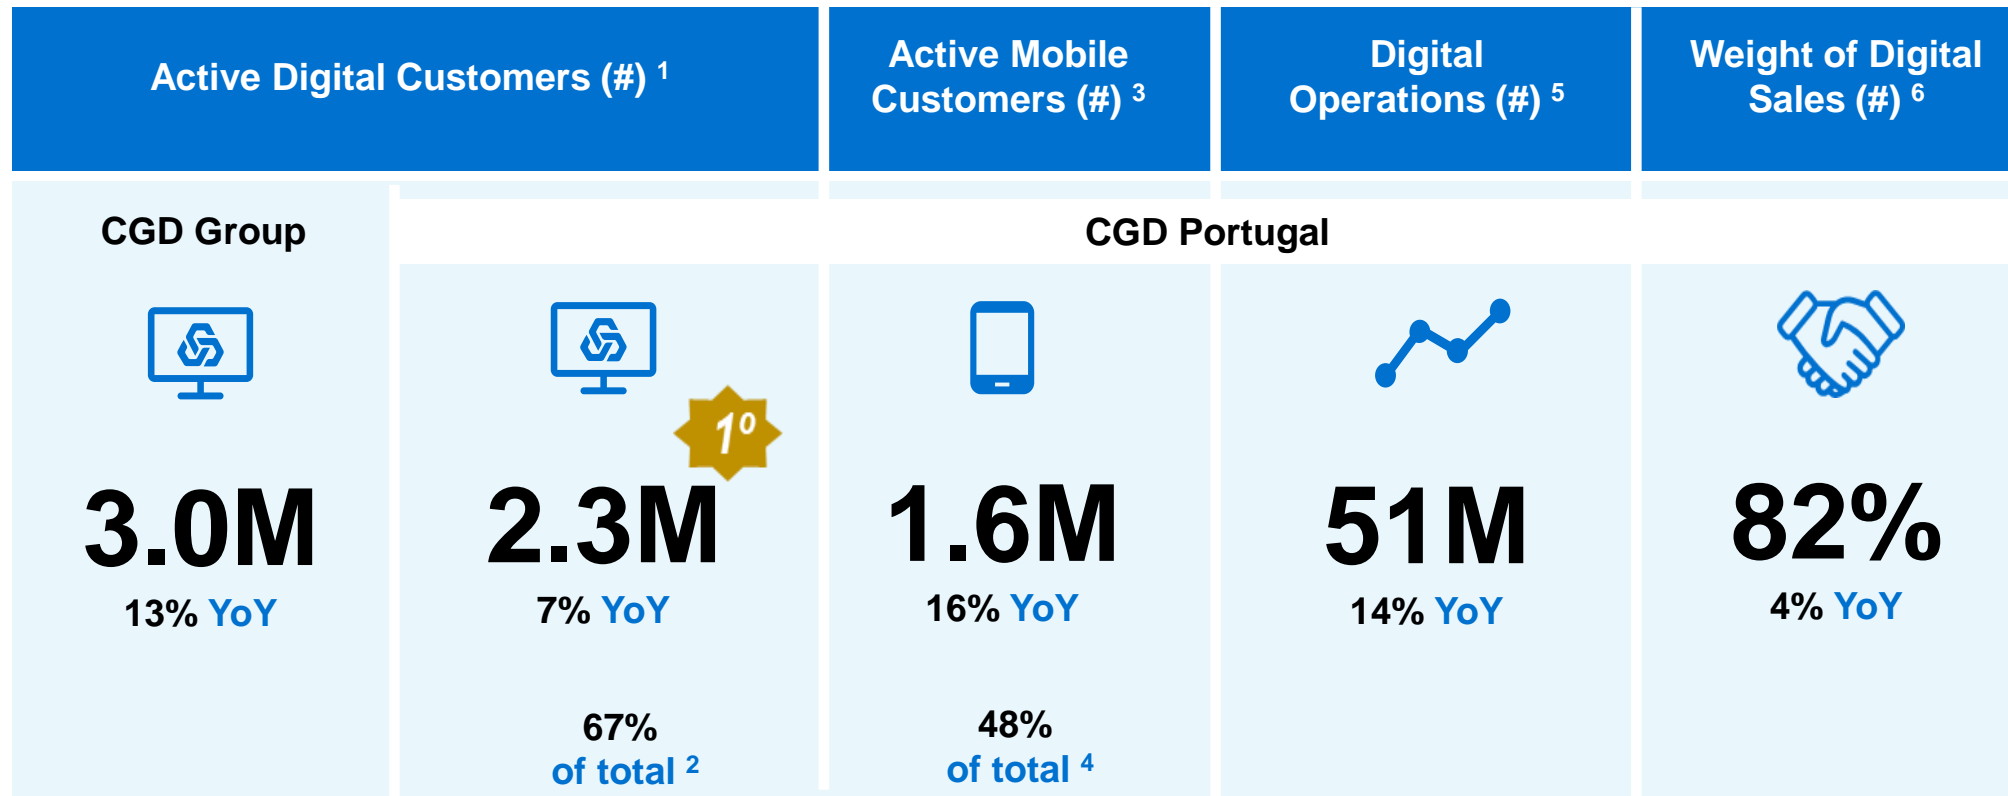 Active Digital Customers (#) 1
Active Mobile
Customers (#) 3
Digital
Operations (#) 5
Weight of Digital
Sales (#) 6
CGD Group
CGD Portugal
1º
3.0M
13% YoY
2.3M
7% YoY
67%
of total 2
1.6M
16% YoY
48%
of total 4
51M
14% YoY
82%
4% YoY